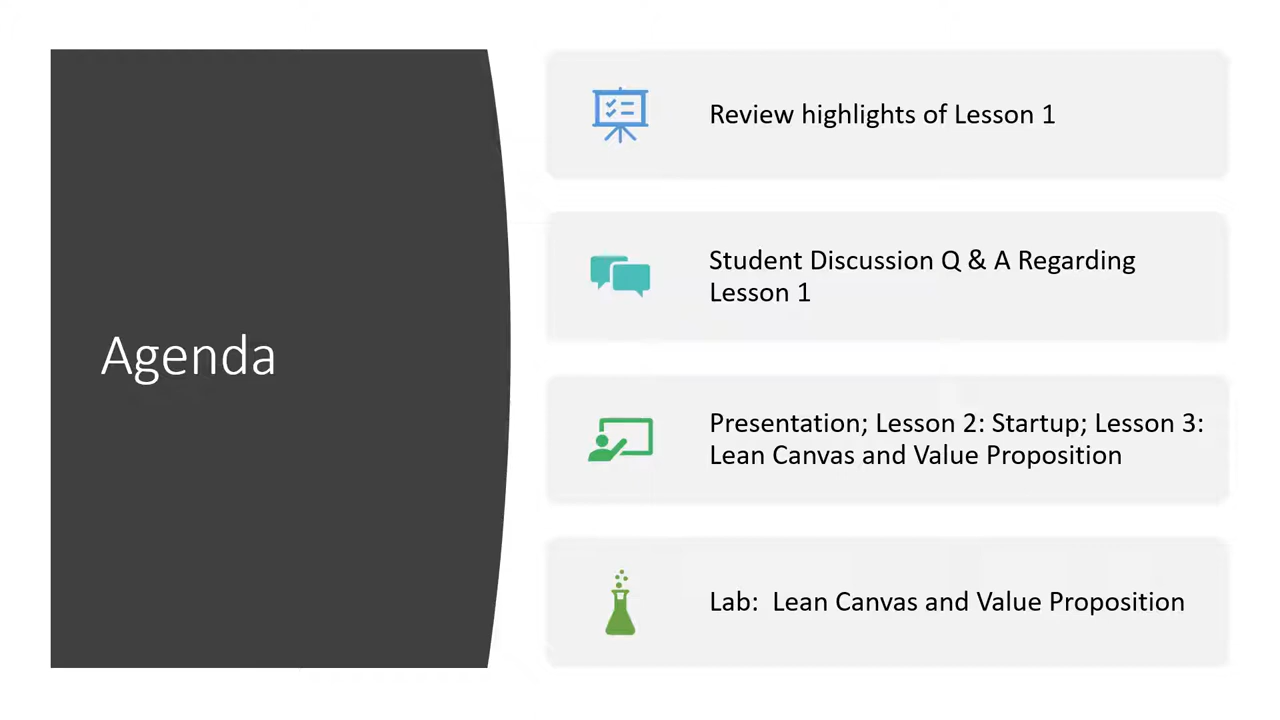 Agenda
Review highlights of Lesson 1
Student Discussion Q & A Regarding
Lesson 1
Presentation; Lesson 2: Startup; Lesson 3:
Lean Canvas and Value Proposition
Lab:  Lean Canvas and Value Proposition